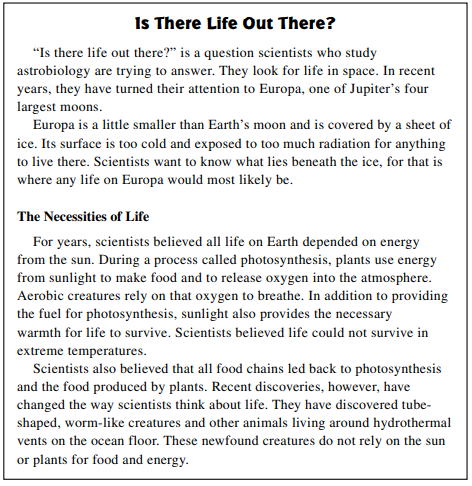 Is There Life Out There?
“Is there life out there?” is a question scientists who study
astrobiology are trying to answer. They look for life in space. In recent
years, they have turned their attention to Europa, one of Jupiter’s four
largest moons.
Europa is a little smaller than Earth’s moon and is covered by a sheet of
ice. Its surface is too cold and exposed to too much radiation for anything
to live there. Scientists want to know what lies beneath the ice, for that is
where any life on Europa would most likely be.
The Necessities of Life
For years, scientists believed all life on Earth depended on energy
from the sun. During a process called photosynthesis, plants use energy
from sunlight to make food and to release oxygen into the atmosphere.
Aerobic creatures rely on that oxygen to breathe. In addition to providing
the fuel for photosynthesis, sunlight also provides the necessary
warmth for life to survive. Scientists believed life could not survive in
extreme temperatures.
Scientists also believed that all food chains led back to photosynthesis
and the food produced by plants. Recent discoveries, however, have
changed the way scientists think about life. They have discovered tube-
shaped, worm-like creatures and other animals living around hydrothermal
vents on the ocean floor. These newfound creatures do not rely on the sun
or plants for food and energy.